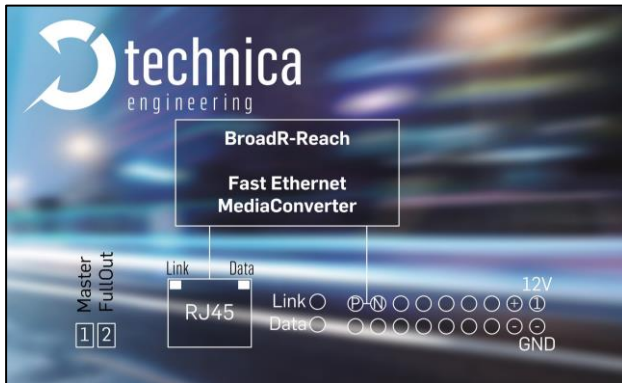 technica
engineering
BroadR-Reach
Fast Ethernet
MediaConverter
Master
FullOut
1 2
Link Data
RJ45
Link
Data
P N + 1
- -
12V
GND